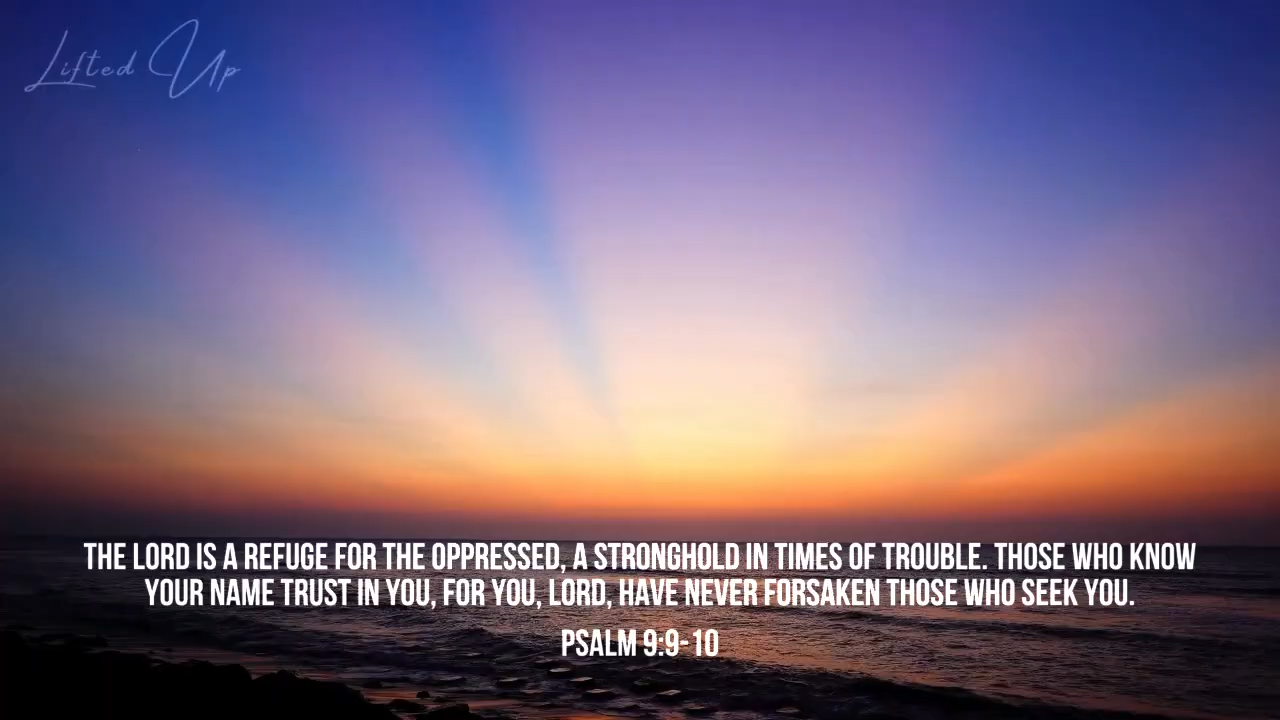 Lifted Up
THE LORD IS A REFUGE FOR THE OPPRESSED, A STRONGHOLD IN TIMES OF TROUBLE. THOSE WHO KNOW
YOUR NAME TRUST IN YOU, FOR YOU, LORD, HAVE NEVER FORSAKEN THOSE WHO SEEK YOU.
PSALM 9:9-10